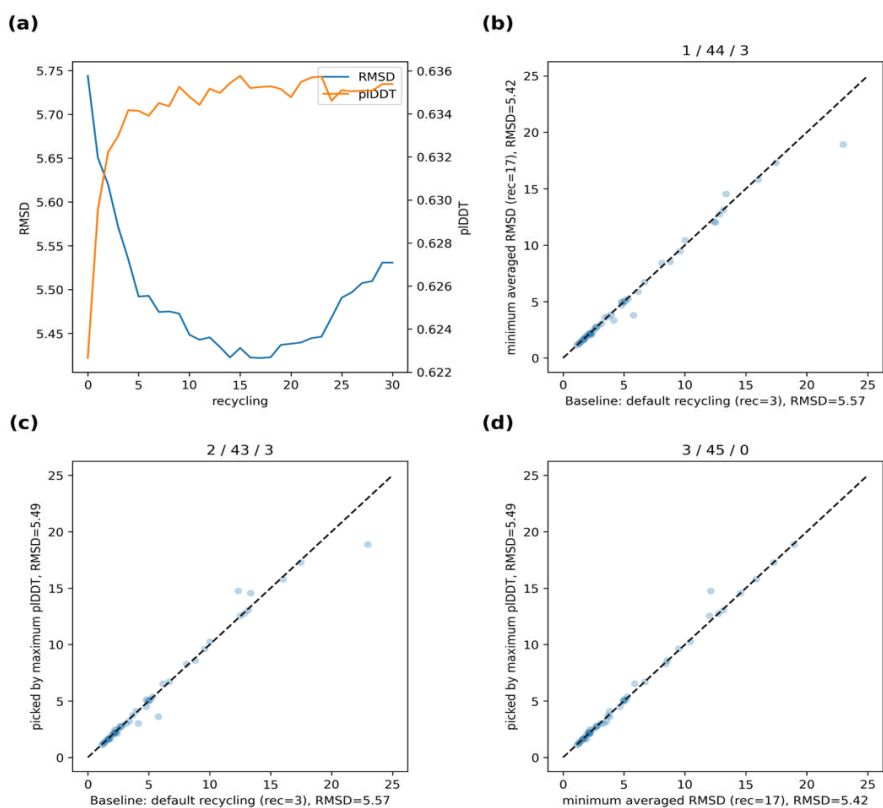 (a)
RMSD
plDDT
5.75
5.70
5.65
5.60
5.55
5.50
5.45
RMSD
0.636
0.634
0.632
0.630
0.628
0.626
0.624
0.622
plDDT
0 5 10 15 20 25 30
recycling
(b)
1 / 44 / 3
25
20
15
10
5
0
minimum averaged RMSD (rec=17), RMSD=5.42
0 5 10 15 20 25
Baseline: default recycling (rec=3), RMSD=5.57
(c)
2 / 43 / 3
25
20
15
10
5
0
picked by maximum plDDT, RMSD=5.49
0 5 10 15 20 25
Baseline: default recycling (rec=3), RMSD=5.57
(d)
3 / 45 / 0
25
20
15
10
5
0
picked by maximum plDDT, RMSD=5.49
0 5 10 15 20 25
minimum averaged RMSD (rec=17), RMSD=5.42